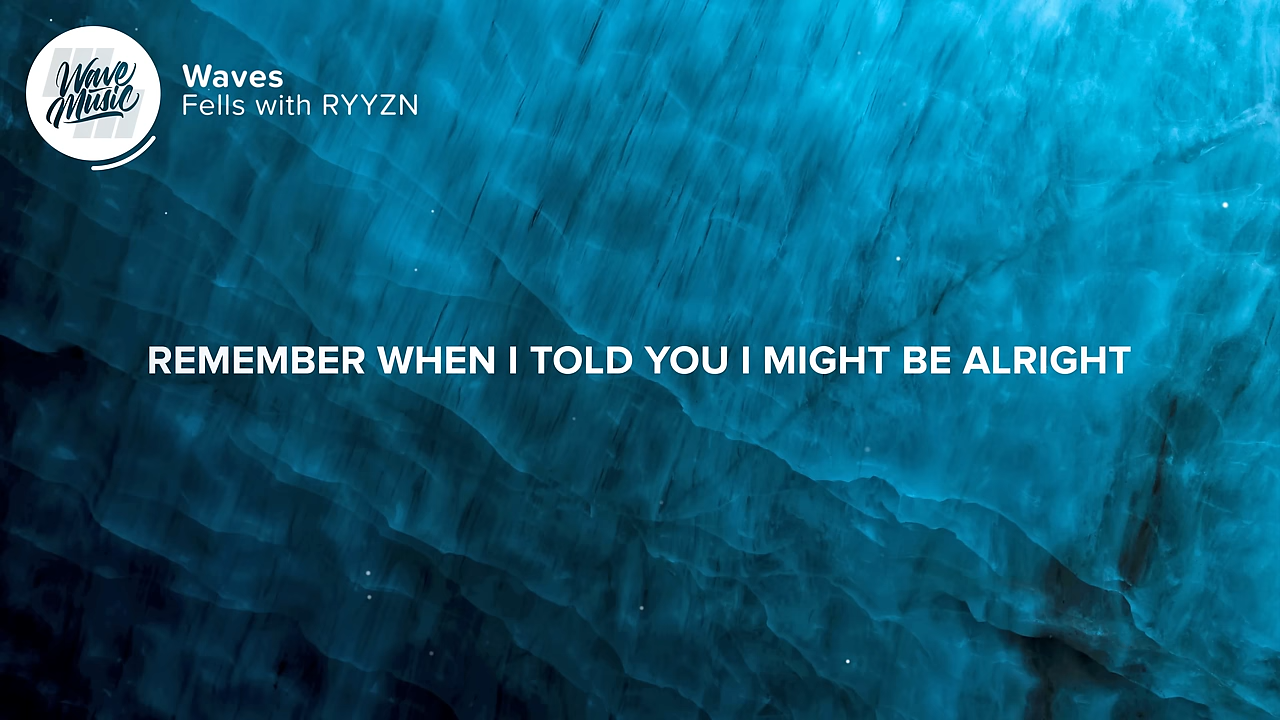 Wave
Music
Waves
Fells with RYYZN
REMEMBER WHEN I TOLD YOU I MIGHT BE ALRIGHT